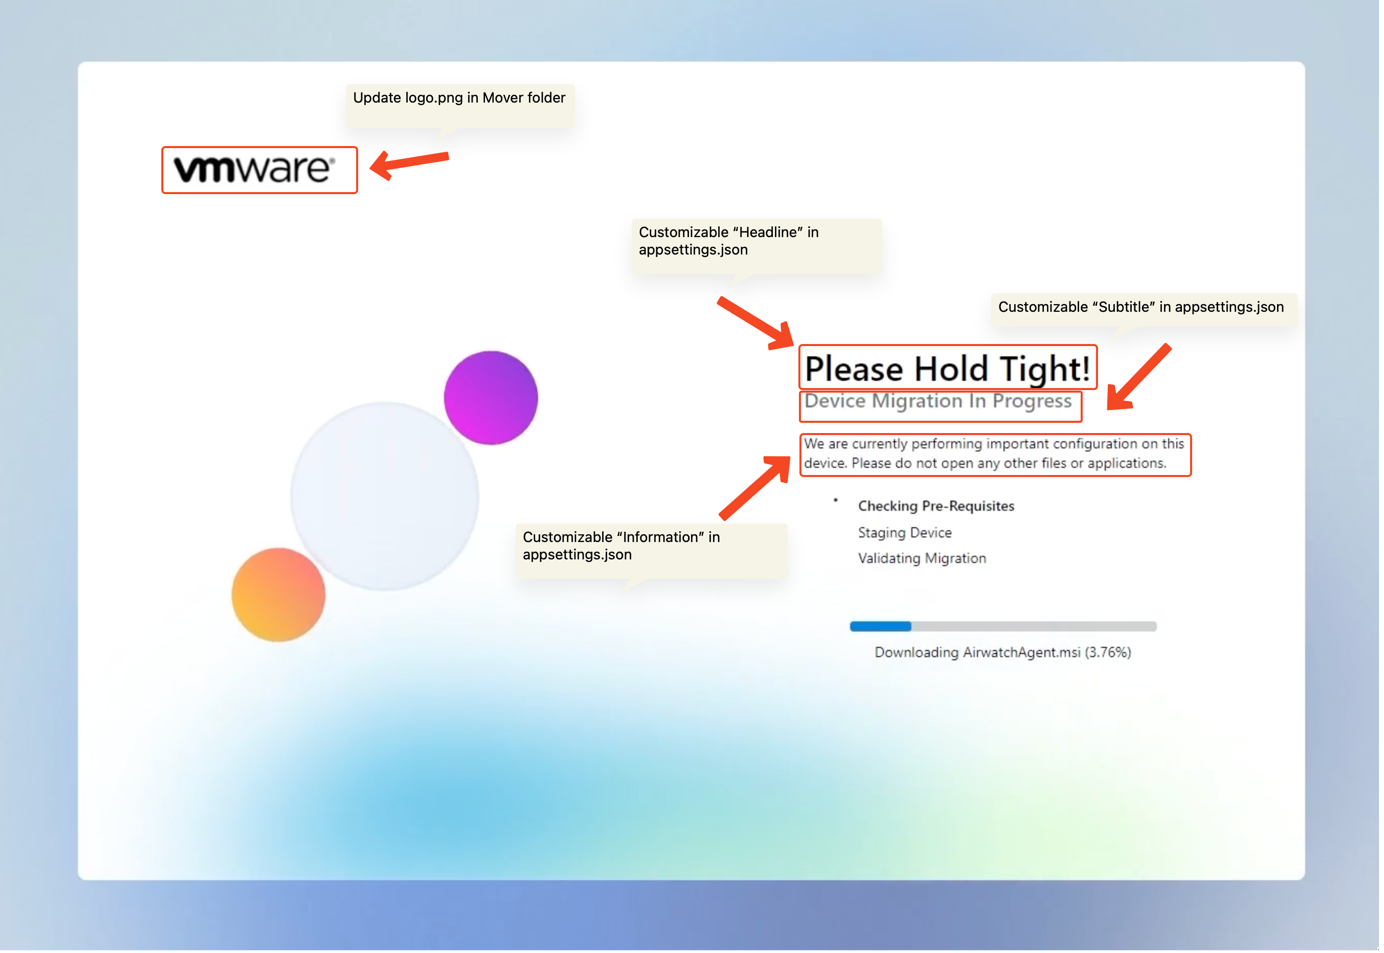 Update logo.png in Mover folder
vmware®
Customizable “Headline” in
appsettings.json
Customizable “Subtitle” in appsettings.json
Please Hold Tight!
Device Migration In Progress
We are currently performing important configuration on this
device. Please do not open any other files or applications.
Customizable “Information” in
appsettings.json
Checking Pre-Requisites
Staging Device
Validating Migration
Downloading AirwatchAgent.msi (3.76%)